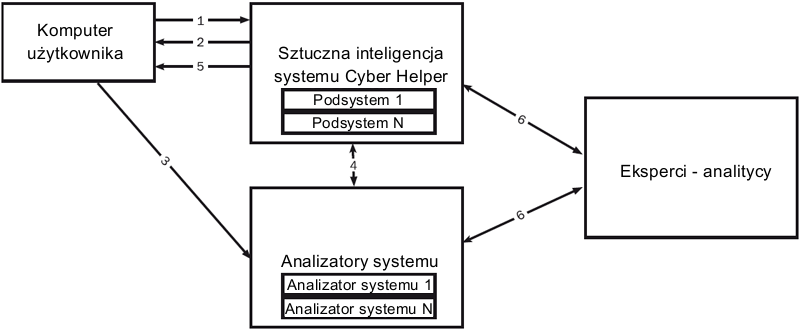 Komputer
użytkownika
1
2
5
Sztuczna inteligencja
systemu Cyber Helper
Podsystem 1
Podsystem N
6
3
4
Eksperci - analitycy
6
Analizatory systemu
Analizator systemu 1
Analizator systemu N